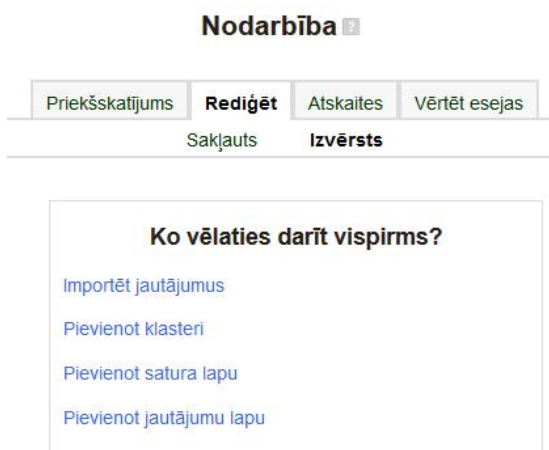 Nodarbība
Priekšskatījums Rediģēt Atskaites Vērtēt esejas
Sakļauts Izvērsts
Ko vēlaties darīt vispirms?
Importēt jautājumus
Pievienot klasteri
Pievienot satura lapu
Pievienot jautājumu lapu